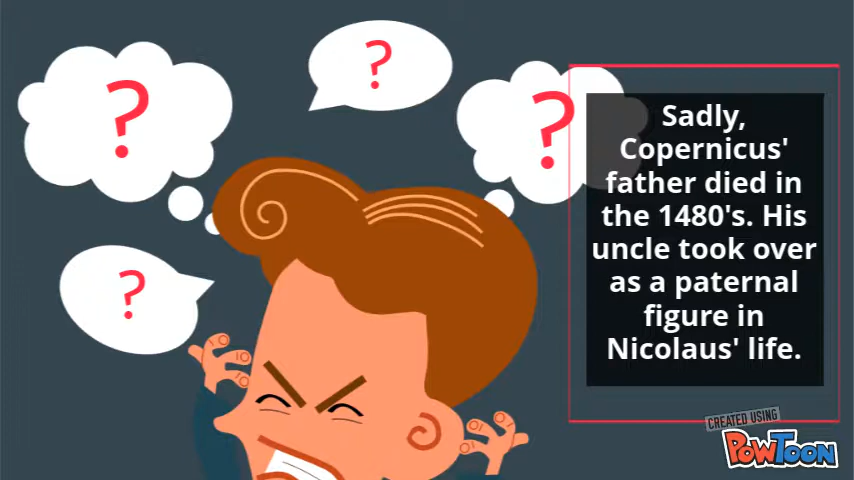 ?
?
?
?
Sadly,
Copernicus'
father died in
the 1480's. His
uncle took over
as a paternal
figure in
Nicolaus' life.
CREATED USING
POWTOON